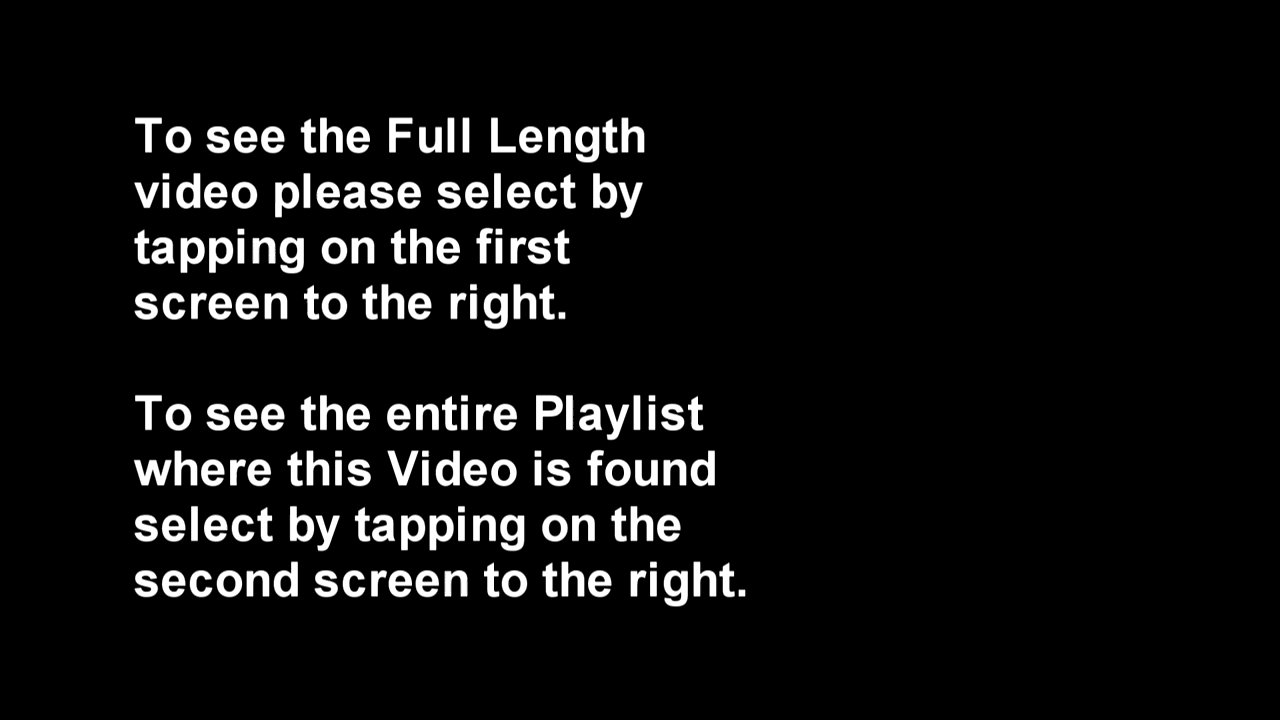 To see the Full Length
video please select by
tapping on the first
screen to the right.
To see the entire Playlist
where this Video is found
select by tapping on the
second screen to the right.